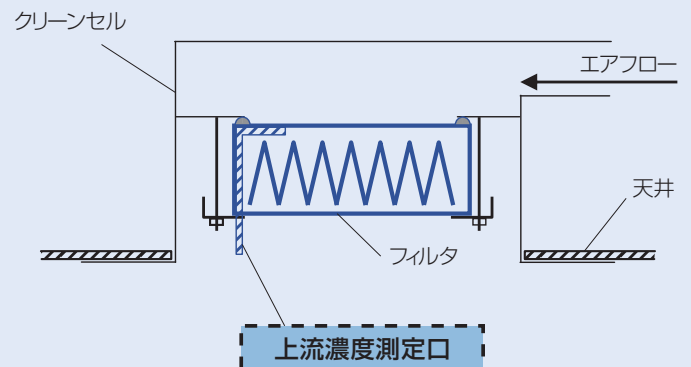 クリーンセル
エアフロー
天井
フィルタ
上流濃度測定口